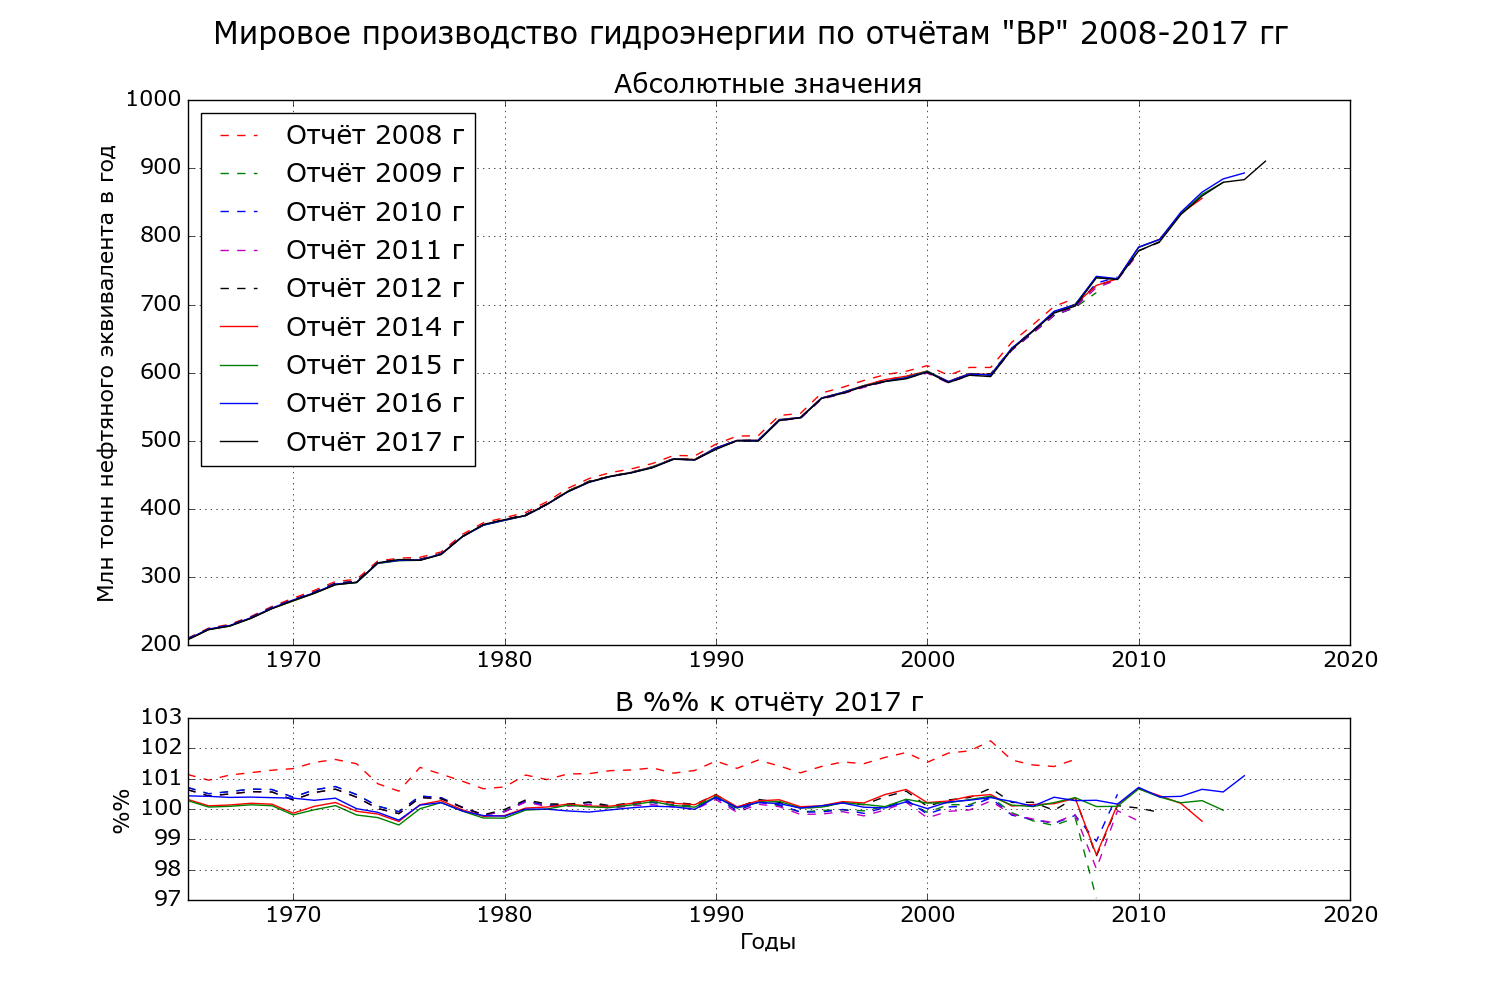 Мировое производство гидроэнергии по отчётам "BP" 2008-2017 гг
Абсолютные значения
Млн тонн нефтяного эквивалента в год
1000
900
800
700
600
500
400
300
200
Отчёт 2008 г
Отчёт 2009 г
Отчёт 2010 г
Отчёт 2011 г
Отчёт 2012 г
Отчёт 2014 г
Отчёт 2015 г
Отчёт 2016 г
Отчёт 2017 г
1970 1980 1990 2000 2010 2020
В %% к отчёту 2017 г
%%
103
102
101
100
99
98
97
1970 1980 1990 2000 2010 2020
Годы